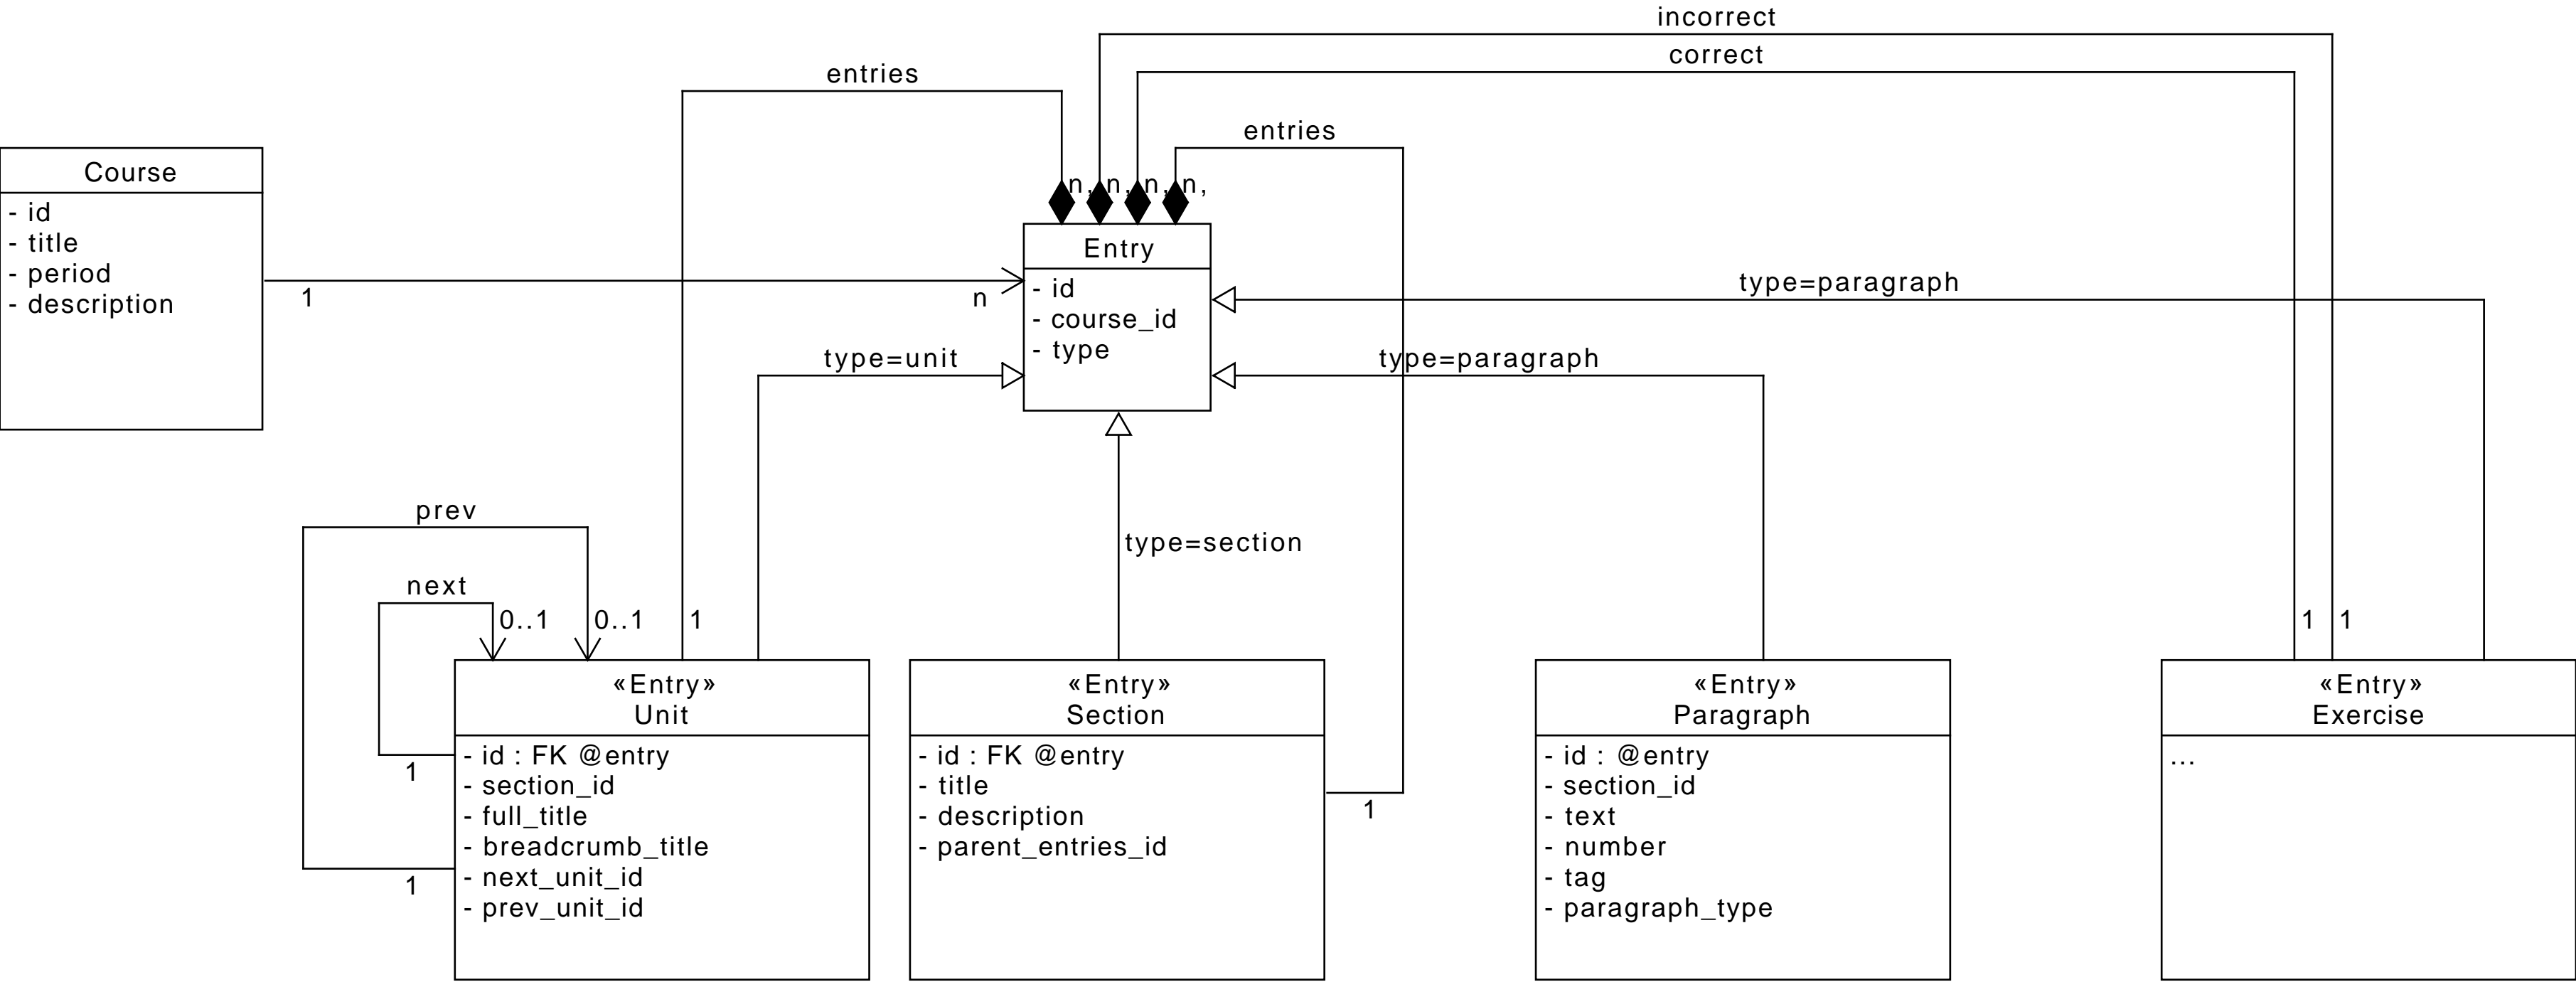 incorrect
correct
entries
entries
Course
- id
- title
- period
- description
1
n
n,
n,
n,
n,
Entry
- id
- course_id
- type
type=paragraph
type=unit
type=paragraph
type=section
prev
next
0..1
0..1
1
1
1
«Entry»
Unit
- id : FK @entry
- section_id
- full_title
- breadcrumb_title
- next_unit_id
- prev_unit_id
1
1
«Entry»
Section
- id : FK @entry
- title
- description
- parent_entries_id
1
«Entry»
Paragraph
- id : @entry
- section_id
- text
- number
- tag
- paragraph_type
«Entry»
Exercise
...